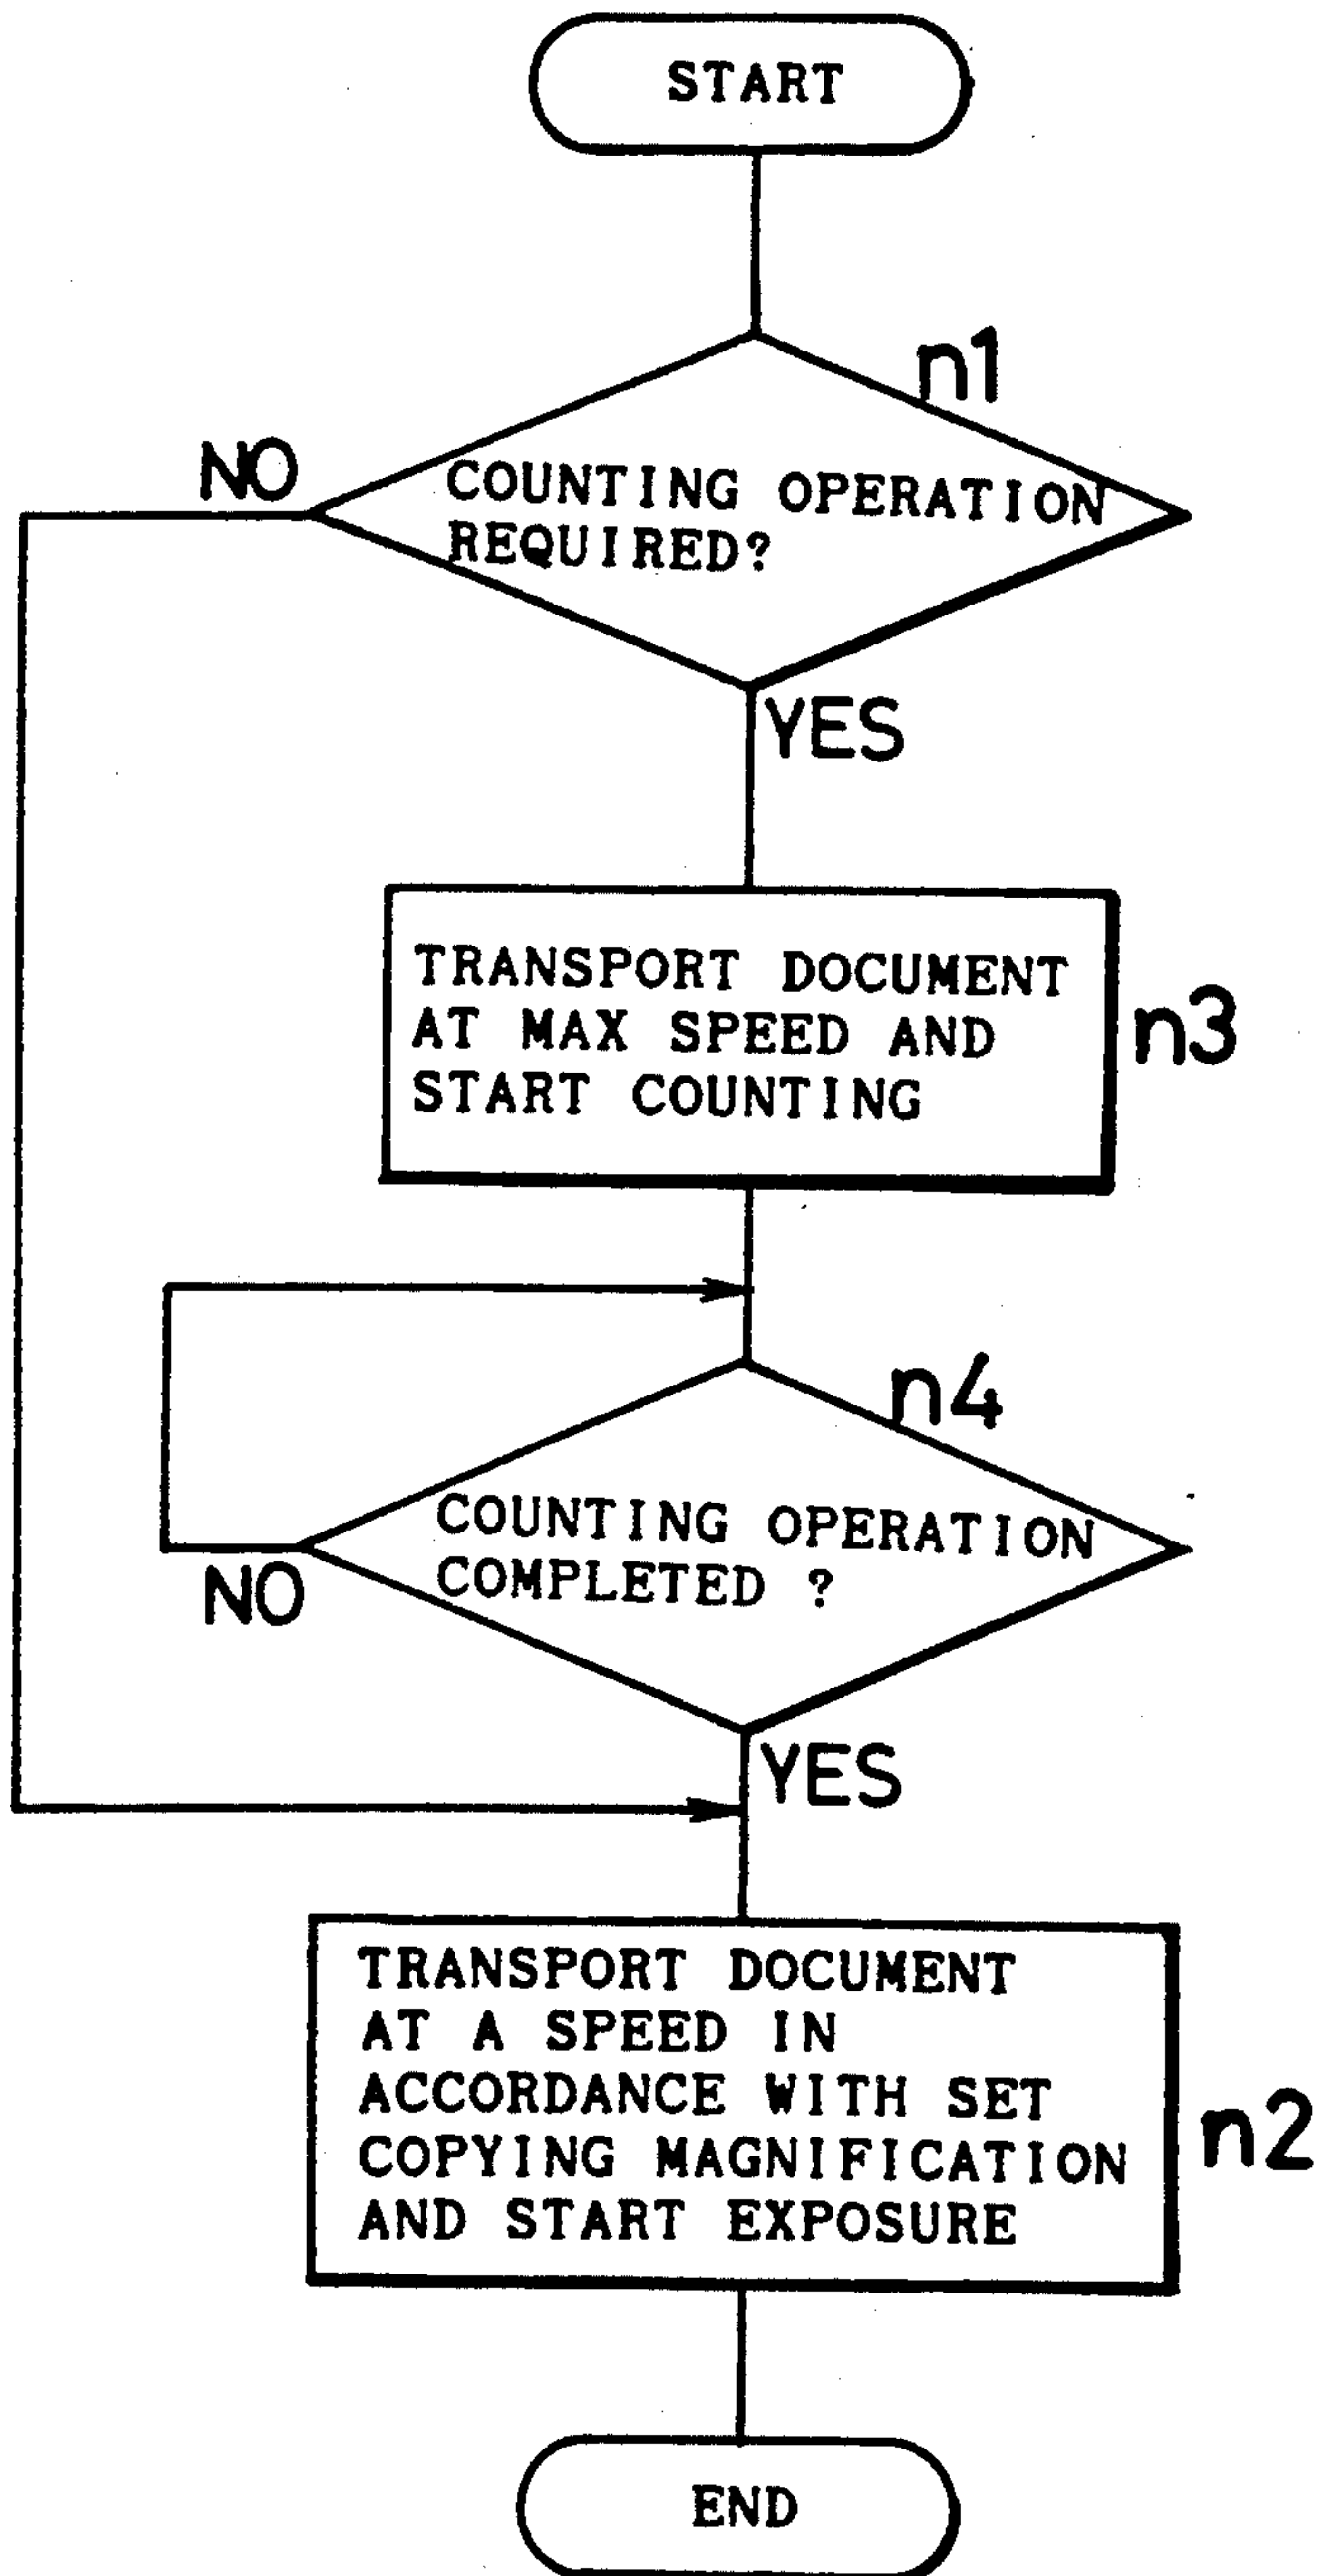 START
n1
NO
COUNTING OPERATION
REQUIRED?
YES
TRANSPORT DOCUMENT
AT MAX SPEED AND
START COUNTING
n3
n4
COUNTING OPERATION
COMPLETED ?
NO
YES
TRANSPORT DOCUMENT
AT A SPEED IN
ACCORDANCE WITH SET
COPYING MAGNIFICATION
AND START EXPOSURE
n2
END